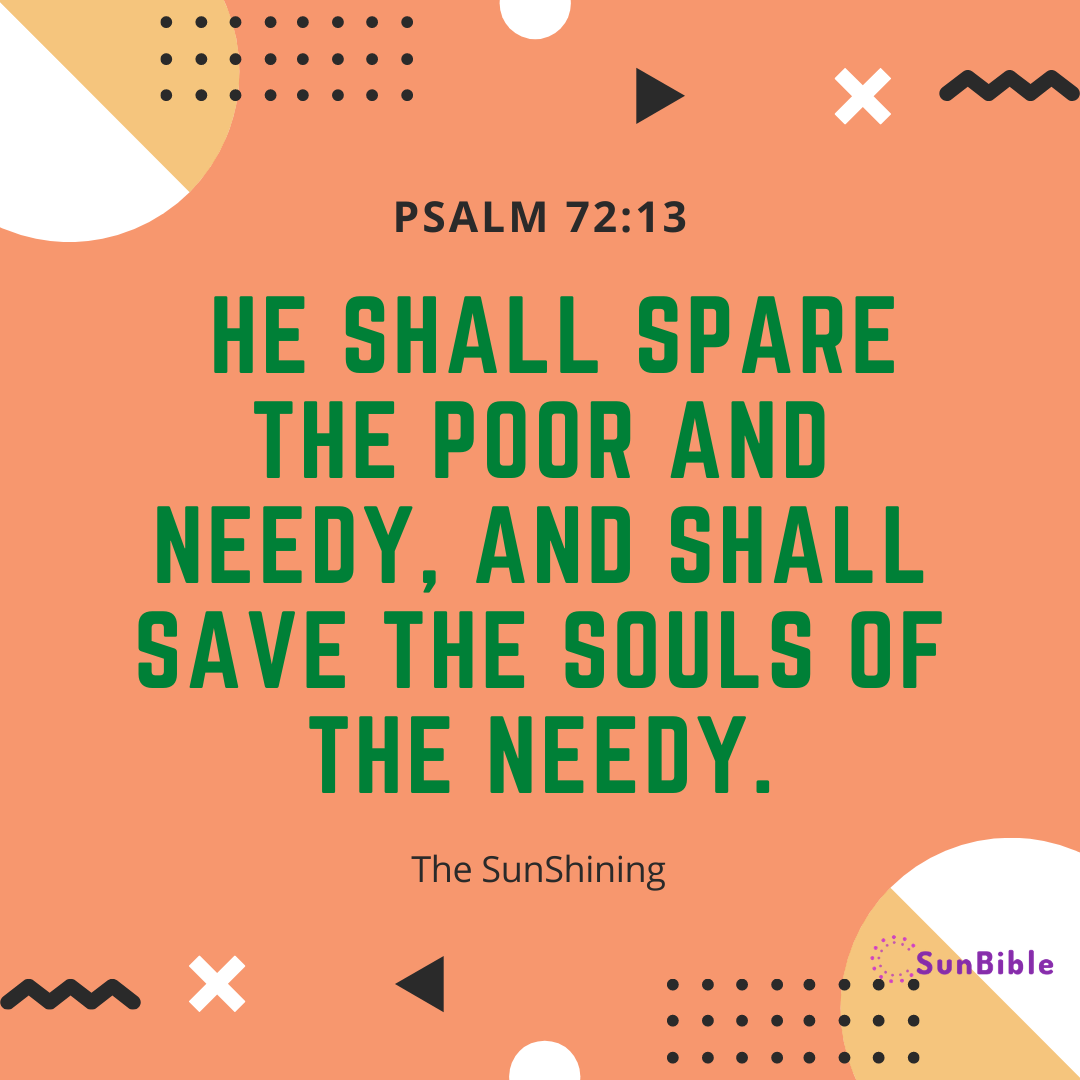 PSALM 72:13
HE SHALL SPARE
THE POOR AND
NEEDY, AND SHALL
SAVE THE SOULS OF
THE NEEDY.
The SunShining
SunBible